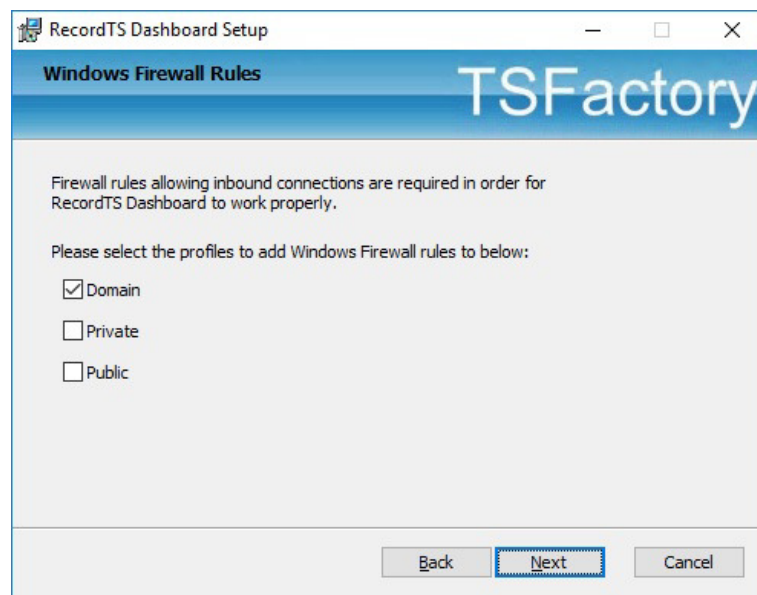 RecordTS Dashboard Setup
Windows Firewall Rules
TSFactory
Firewall rules allowing inbound connections are required in order for
RecordTS Dashboard to work properly.
Please select the profiles to add Windows Firewall rules to below:
Domain
Private
Public
Back
Next
Cancel